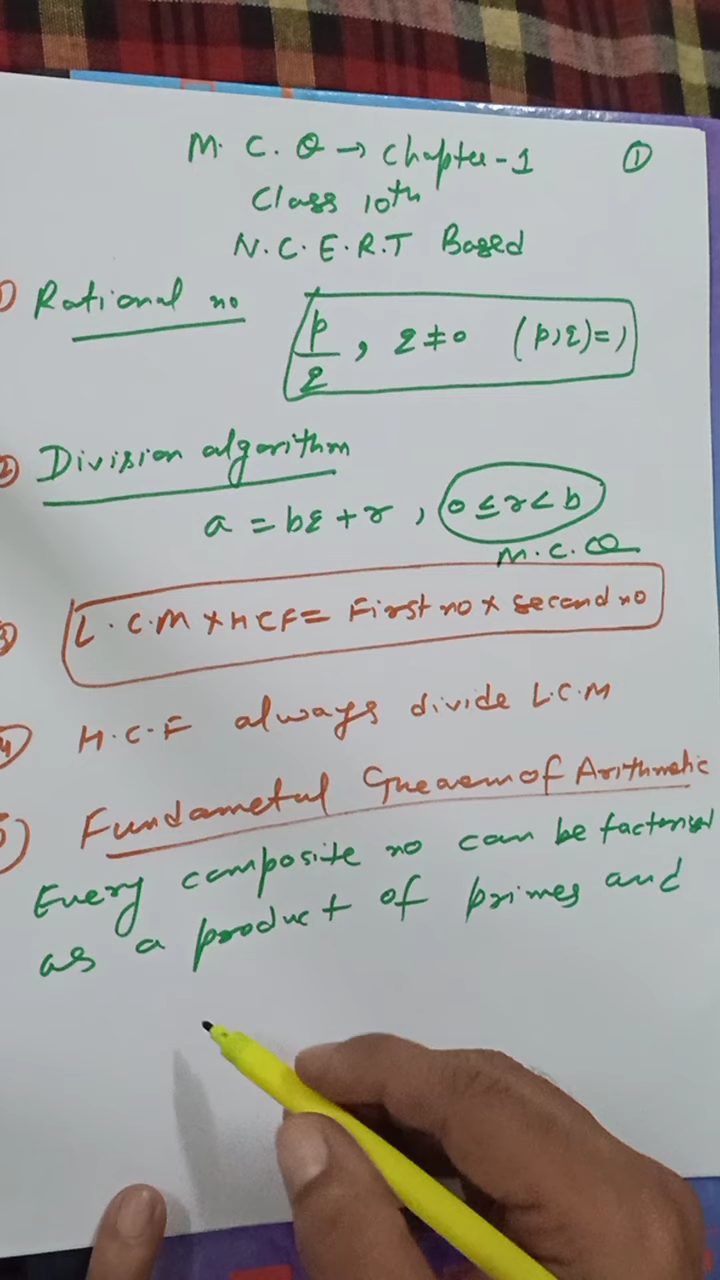 M.C.Q → Chapter-1
①
Class 10th
N.C.E.R.T Based
1) Rational no
p/q, q≠0 (p,q)=1
② Division algorithm
a = bq + r, 0≤r<b
M.C.Q
3) L.C.M × HCF = First no × second no
4) H.C.F always divide L.C.M
5) Fundametul Theorem of Arithmetic
Every composite no can be factorised
as a product of primes and